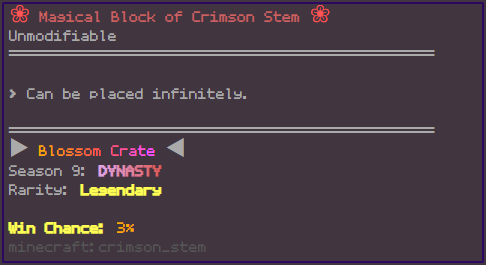 ❀ Magical Block of Crimson Stem ❀
Unmodifiable
> Can be placed infinitely.
▶ Blossom Crate ◀
Season 9: DYNASTY
Rarity: Legendary
Win Chance: 3%
minecraft:crimson_stem